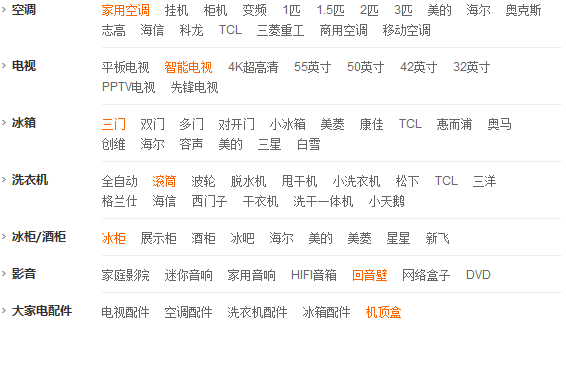 空调 家用空调 挂机 柜机 变频 1匹 1.5匹 2匹 3匹 美的 海尔 奥克斯
志高 海信 科龙 TCL 三菱重工 商用空调 移动空调
电视 平板电视 智能电视 4K超高清 55英寸 50英寸 42英寸 32英寸
PPTV电视 先锋电视
冰箱 三门 双门 多门 对开门 小冰箱 美菱 康佳 TCL 惠而浦 奥马
创维 海尔 容声 美的 三星 白雪
洗衣机 全自动 滚筒 波轮 脱水机 甩干机 小洗衣机 松下 TCL 三洋
格兰仕 海信 西门子 干衣机 洗干一体机 小天鹅
冰柜/酒柜 冰柜 展示柜 酒柜 冰吧 海尔 美的 美菱 星星 新飞
影音 家庭影院 迷你音响 家用音响 HIFI音箱 回音壁 网络盒子 DVD
大家电配件 电视配件 空调配件 洗衣机配件 冰箱配件 机顶盒